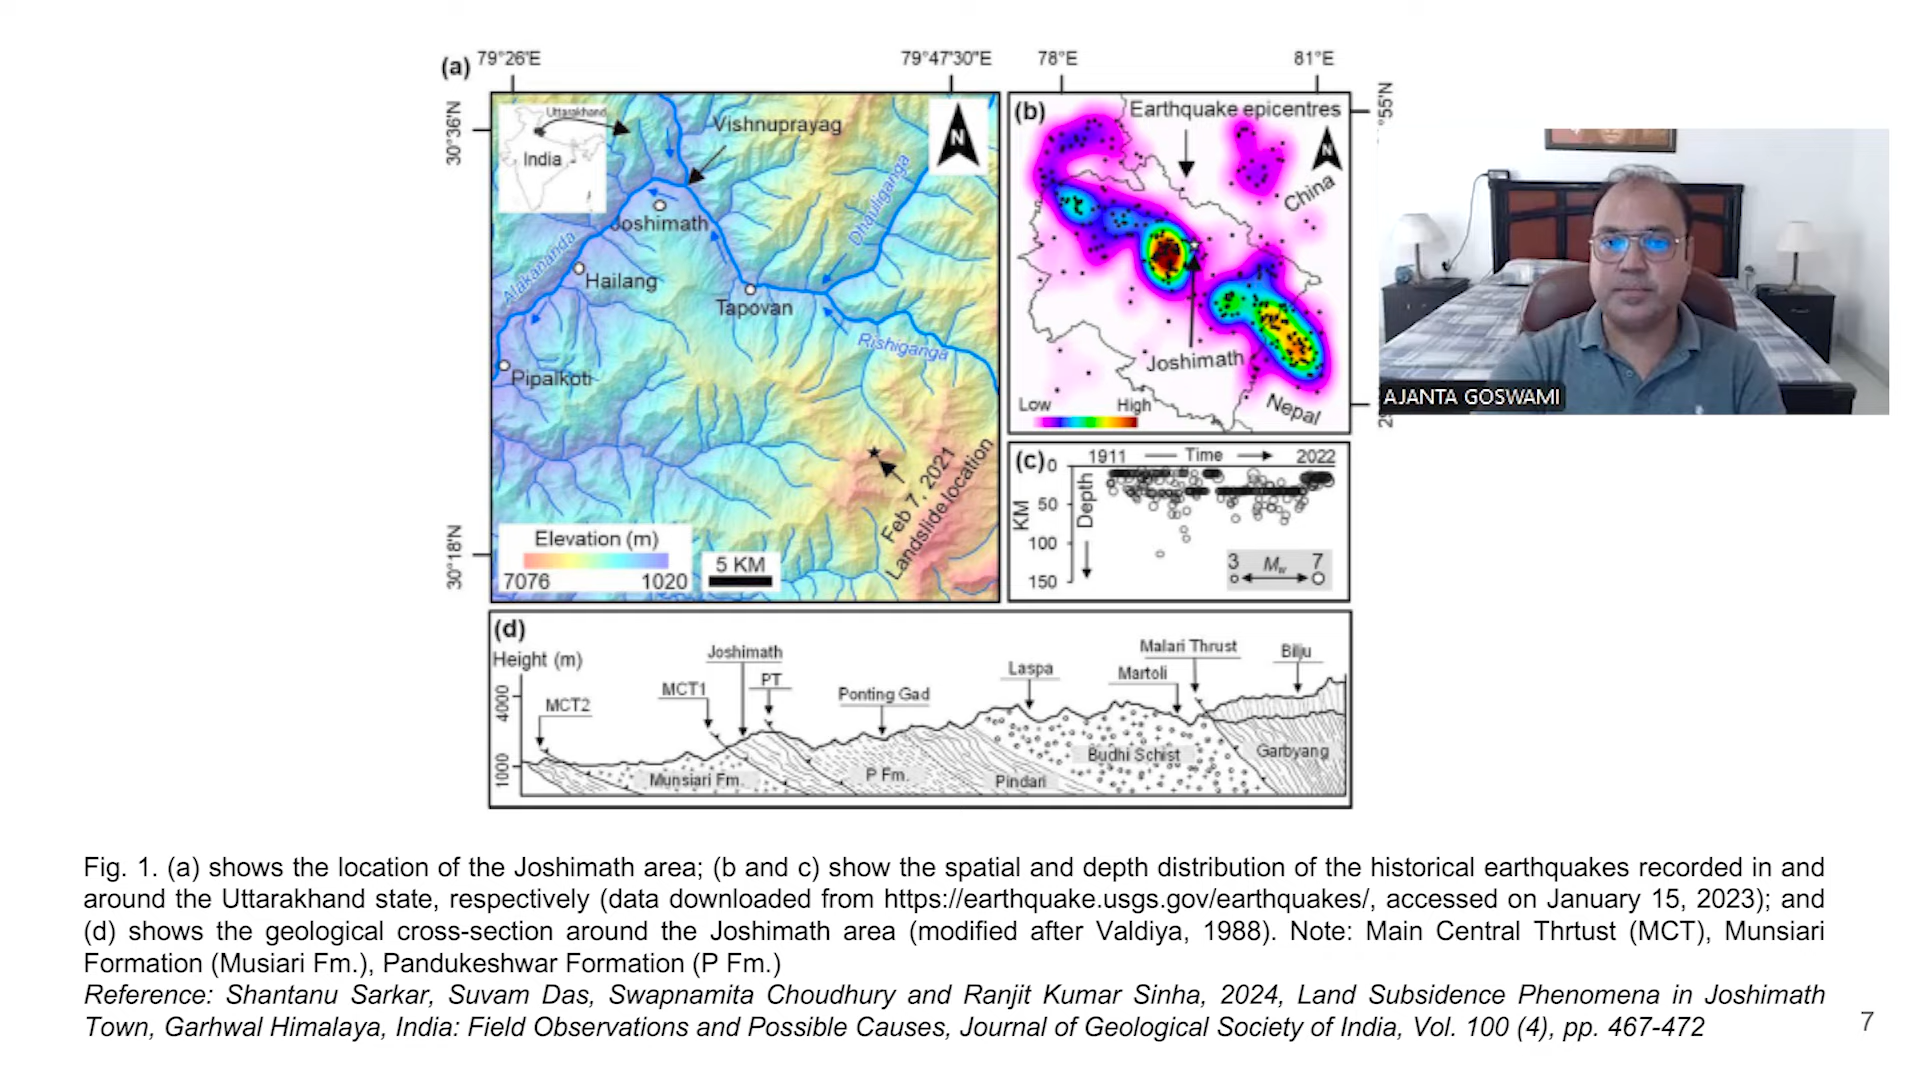 (a)
79°26'E
79°47'30"E
30°36'N
30°18'N
Uttarakhand
India
N
Vishnuprayag
Joshimath
Dhauliganga
Alakananda
Hailang
Tapovan
Rishiganga
Pipalkoti
Feb 7, 2021
Landslide location
Elevation (m)
7076 1020
5 KM
78°E
81°E
(b)
Earthquake epicentres
N
China
Joshimath
Nepal
Low High
°55'N
AJANTA GOSWAMI
(c)
1911 Time 2022
KM
Depth
0
50
100
150
3 Mw 7
(d)
Height (m)
4000
1000
MCT2
MCT1
Joshimath
PT
Ponting Gad
Laspa
Martoli
Malari Thrust
Bilju
Munsiari Fm.
P Fm.
Pindari
Budhi Schist
Garbyang
Fig. 1. (a) shows the location of the Joshimath area; (b and c) show the spatial and depth distribution of the historical earthquakes recorded in and
around the Uttarakhand state, respectively (data downloaded from https://earthquake.usgs.gov/earthquakes/, accessed on January 15, 2023); and
(d) shows the geological cross-section around the Joshimath area (modified after Valdiya, 1988). Note: Main Central Thrtust (MCT), Munsiari
Formation (Musiari Fm.), Pandukeshwar Formation (P Fm.)
Reference: Shantanu Sarkar, Suvam Das, Swapnamita Choudhury and Ranjit Kumar Sinha, 2024, Land Subsidence Phenomena in Joshimath
Town, Garhwal Himalaya, India: Field Observations and Possible Causes, Journal of Geological Society of India, Vol. 100 (4), pp. 467-472
7